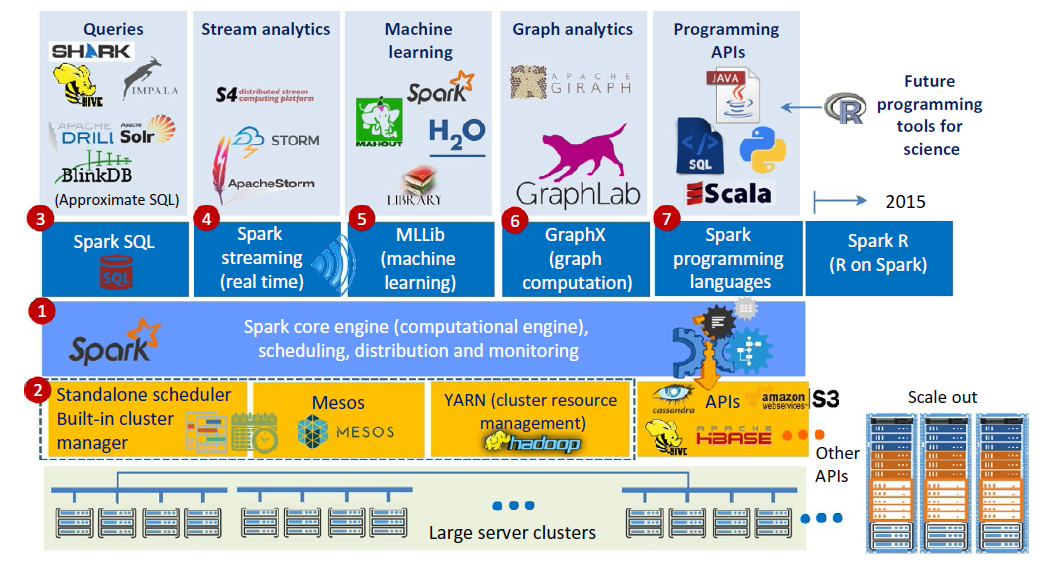 Queries
SHARK
HIVE
IMPALA
APACHE
DRILL
APACHE
Solr
BlinkDB
(Approximate SQL)
Stream analytics
S4 distributed stream
computing platform
STORM
ApacheStorm
Machine
learning
Spark
MAHOUT
H2O
LIBRARY
Graph analytics
APACHE
GIRAPH
GraphLab
Programming
APIs
JAVA
</>
SQL
Scala
R
Future
programming
tools for
science
2015
3
Spark SQL
SQL
4
Spark
streaming
(real time)
5
MLLib
(machine
learning)
6
GraphX
(graph
computation)
7
Spark
programming
languages
Spark R
(R on Spark)
1
Spark
Spark core engine (computational engine),
scheduling, distribution and monitoring
2
Standalone scheduler
Built-in cluster
manager
Mesos
MESOS
YARN (cluster resource
management)
hadoop
cassandra
APIs
amazon
webservices
S3
HIVE
APACHE
HBASE
Other
APIs
Scale out
Large server clusters